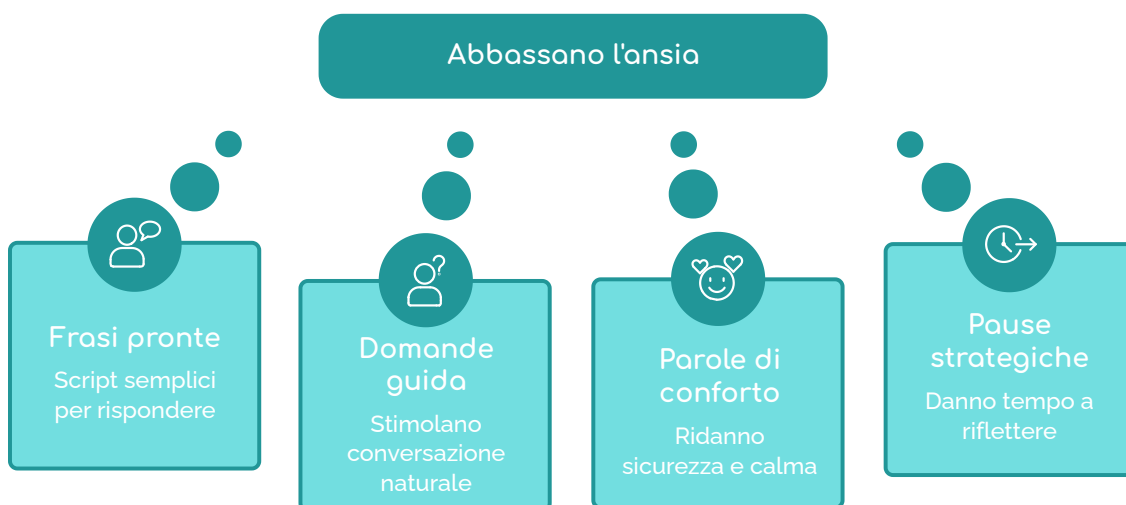 Abbassano l'ansia
Frasi pronte
Script semplici
per rispondere
Domande
guida
Stimolano
conversazione
naturale
Parole di
conforto
Ridanno
sicurezza e calma
Pause
strategiche
Danno tempo a
riflettere